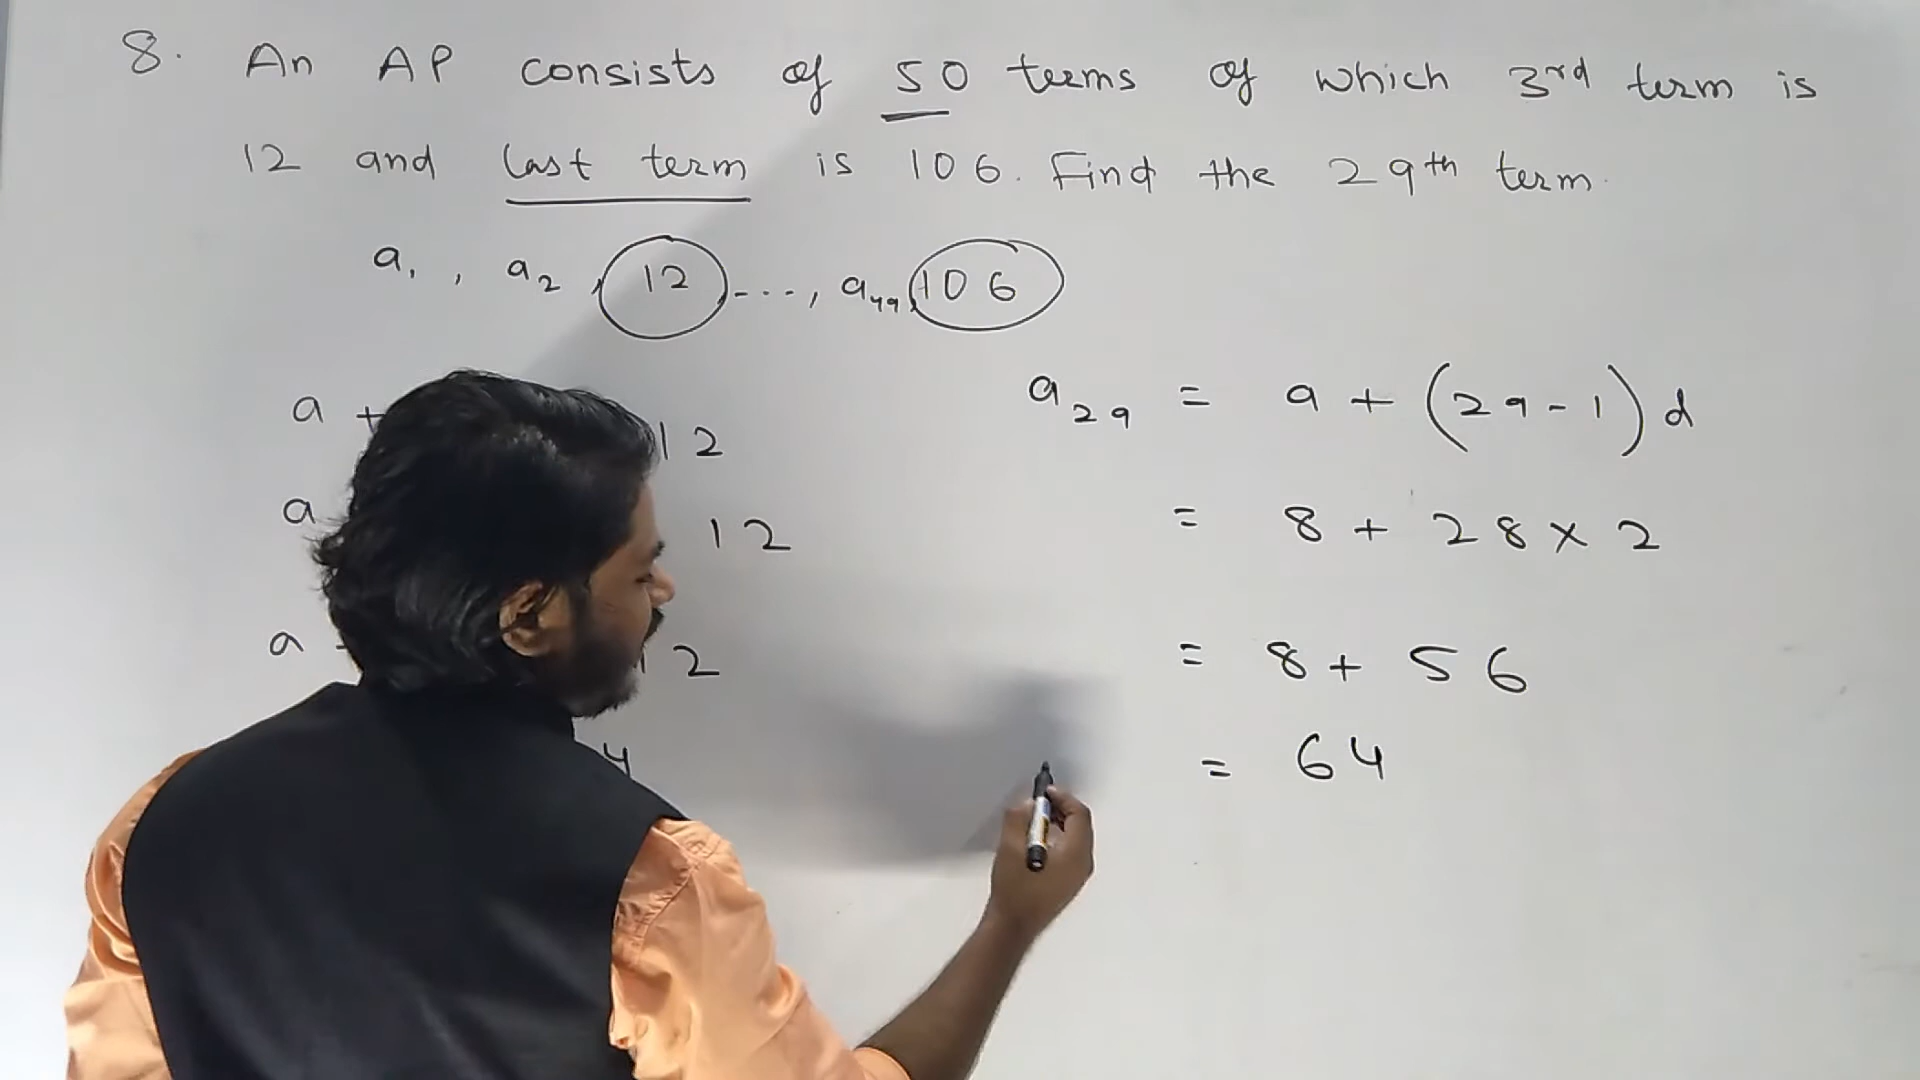 8. An AP consists of 50 terms of which 3rd term is
12 and last term is 106. Find the 29th term.
a1, a2, 12, ..., a49, 106
a + 12
a 12
a 12
4
a29 = a + (29-1)d
= 8 + 28 × 2
= 8 + 56
= 64